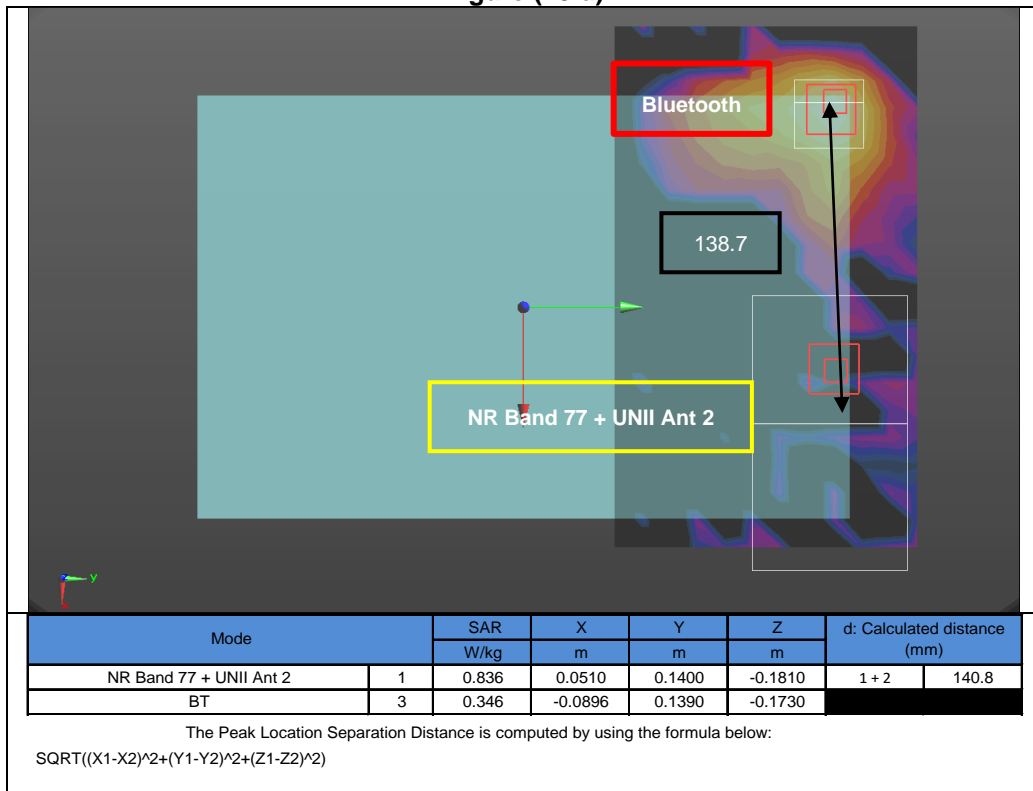 Bluetooth
138.7
NR Band 77 + UNII Ant 2
y
Mode SAR X Y Z d: Calculated distance (mm)
W/kg m m m
NR Band 77 + UNII Ant 2 1 0.836 0.0510 0.1400 -0.1810 1 + 2 140.8
BT 3 0.346 -0.0896 0.1390 -0.1730
The Peak Location Separation Distance is computed by using the formula below:
SQRT((X1-X2)^2+(Y1-Y2)^2+(Z1-Z2)^2)